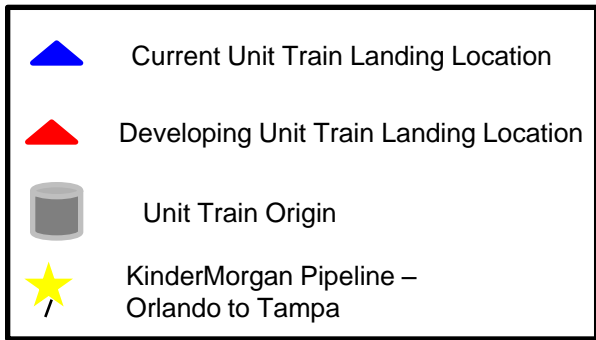 Current Unit Train Landing Location
Developing Unit Train Landing Location
Unit Train Origin
KinderMorgan Pipeline –
Orlando to Tampa